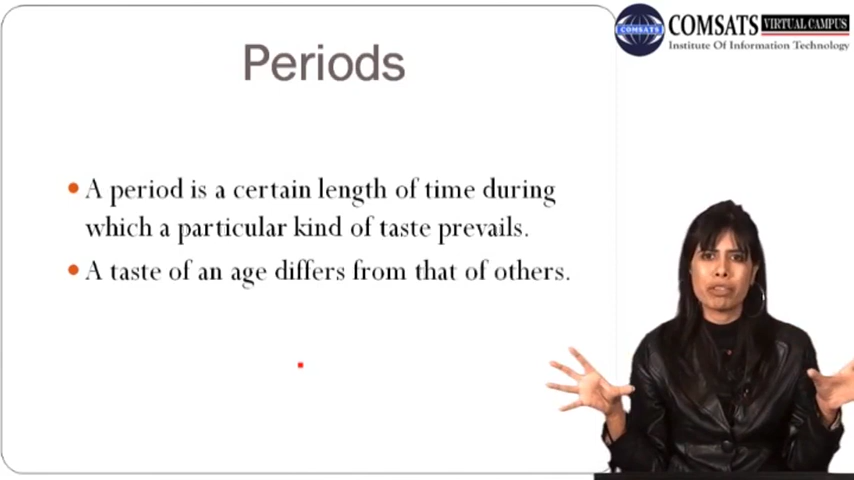 Periods
• A period is a certain length of time during
which a particular kind of taste prevails.
• A taste of an age differs from that of others.
COMSATS
COMSATS VIRTUAL CAMPUS
Institute Of Information Technology